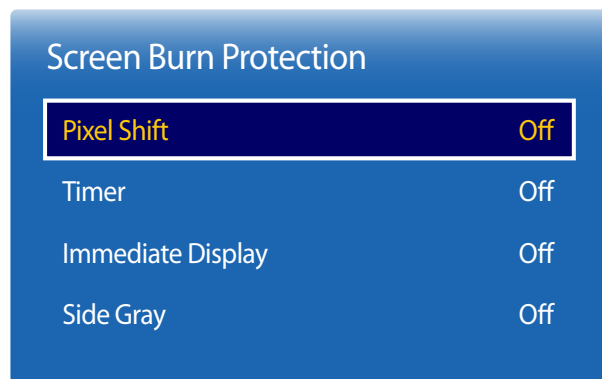 Screen Burn Protection
Pixel Shift Off
Timer Off
Immediate Display Off
Side Gray Off